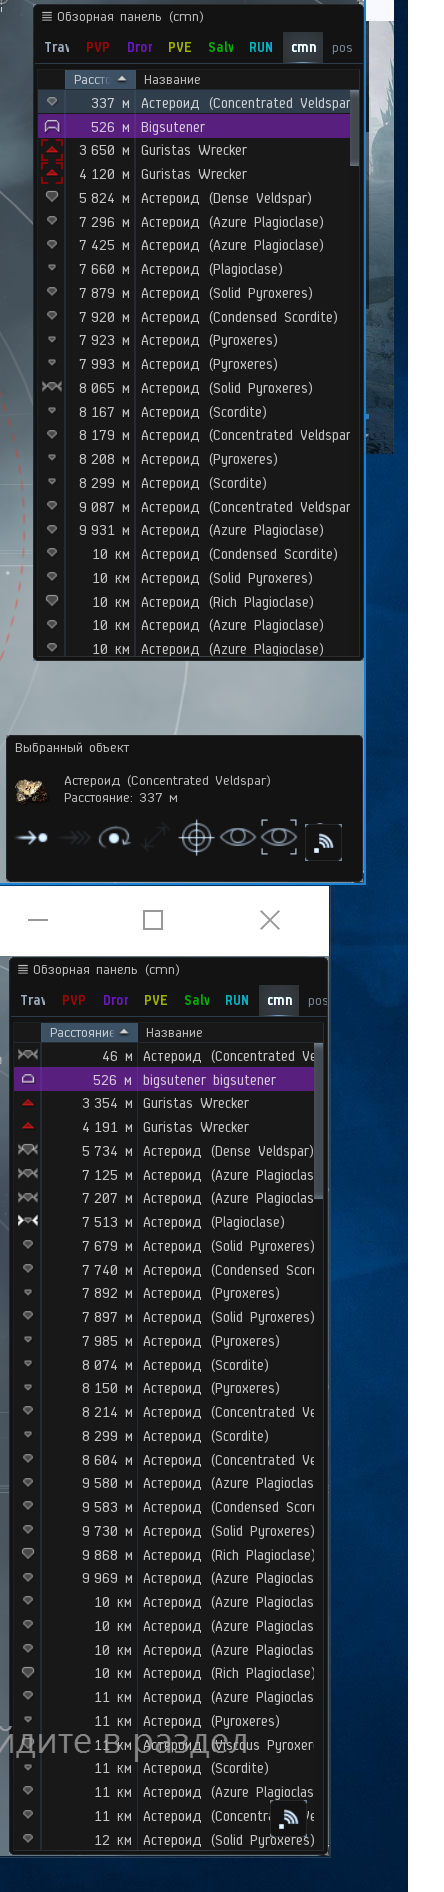 Обзорная панель (cmn)
Trav PVP Dror PVE Salv RUN cmn pos
Расстс Название
337 м Астероид (Concentrated Veldspar
526 м Bigsutener
3 650 м Guristas Wrecker
4 120 м Guristas Wrecker
5 824 м Астероид (Dense Veldspar)
7 296 м Астероид (Azure Plagioclase)
7 425 м Астероид (Azure Plagioclase)
7 660 м Астероид (Plagioclase)
7 879 м Астероид (Solid Pyroxeres)
7 920 м Астероид (Condensed Scordite)
7 923 м Астероид (Pyroxeres)
7 993 м Астероид (Pyroxeres)
8 065 м Астероид (Solid Pyroxeres)
8 167 м Астероид (Scordite)
8 179 м Астероид (Concentrated Veldspar
8 208 м Астероид (Pyroxeres)
8 299 м Астероид (Scordite)
9 087 м Астероид (Concentrated Veldspar
9 931 м Астероид (Azure Plagioclase)
10 км Астероид (Condensed Scordite)
10 км Астероид (Solid Pyroxeres)
10 км Астероид (Rich Plagioclase)
10 км Астероид (Azure Plagioclase)
10 км Астероид (Azure Plagioclase)
Выбранный объект
Астероид (Concentrated Veldspar)
Расстояние: 337 м
Обзорная панель (cmn)
Trav PVP Dror PVE Salv RUN cmn pos
Расстояние Название
46 м Астероид (Concentrated Ve
526 м bigsutener bigsutener
3 354 м Guristas Wrecker
4 191 м Guristas Wrecker
5 734 м Астероид (Dense Veldspar)
7 125 м Астероид (Azure Plagioclas
7 207 м Астероид (Azure Plagioclas
7 513 м Астероид (Plagioclase)
7 679 м Астероид (Solid Pyroxeres)
7 740 м Астероид (Condensed Scor
7 892 м Астероид (Pyroxeres)
7 897 м Астероид (Solid Pyroxeres)
7 985 м Астероид (Pyroxeres)
8 074 м Астероид (Scordite)
8 150 м Астероид (Pyroxeres)
8 214 м Астероид (Concentrated Ve
8 299 м Астероид (Scordite)
8 604 м Астероид (Concentrated Ve
9 580 м Астероид (Azure Plagioclas
9 583 м Астероид (Condensed Scor
9 730 м Астероид (Solid Pyroxeres)
9 868 м Астероид (Rich Plagioclase)
9 969 м Астероид (Azure Plagioclas
10 км Астероид (Azure Plagioclas
10 км Астероид (Azure Plagioclas
10 км Астероид (Azure Plagioclas
10 км Астероид (Rich Plagioclase)
11 км Астероид (Azure Plagioclas
11 км Астероид (Pyroxeres)
йдите в раздел
11 км Астероид (Viscous Pyroxer
11 км Астероид (Scordite)
11 км Астероид (Azure Plagioclas
11 км Астероид (Concentra Ve
12 км Астероид (Solid Pyroxeres)